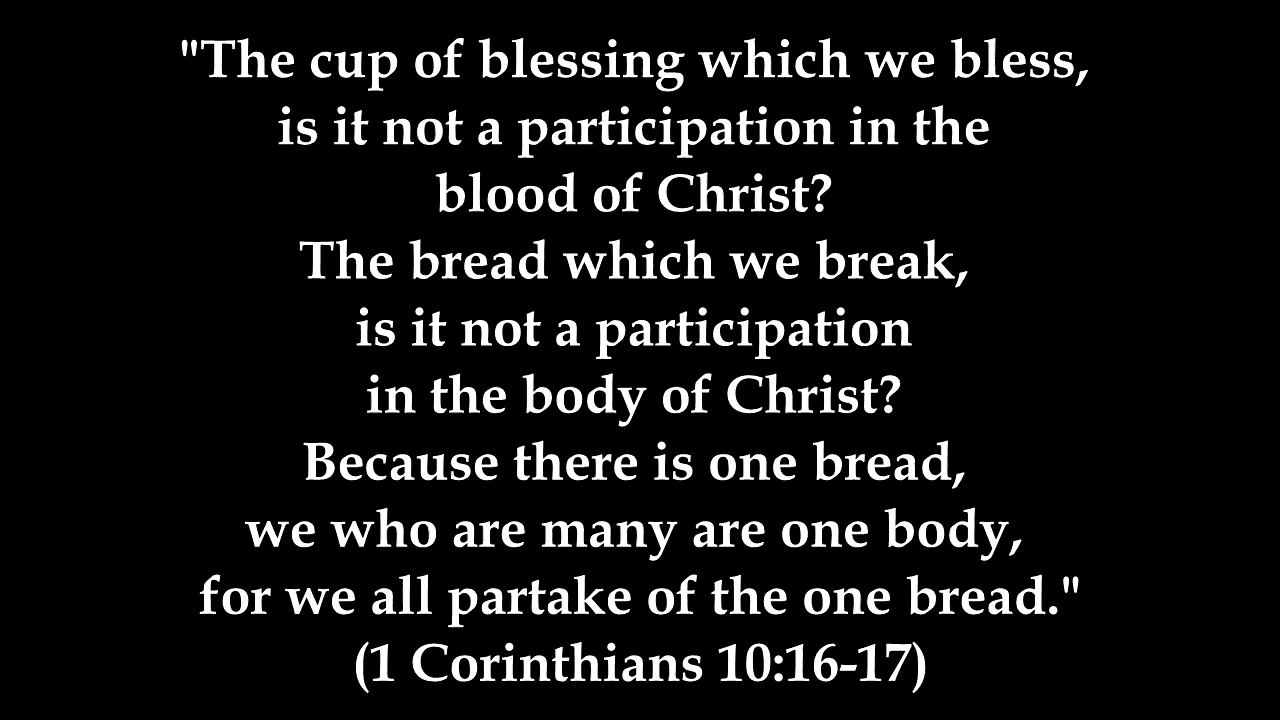 "The cup of blessing which we bless,
is it not a participation in the
blood of Christ?
The bread which we break,
is it not a participation
in the body of Christ?
Because there is one bread,
we who are many are one body,
for we all partake of the one bread."
(1 Corinthians 10:16-17)